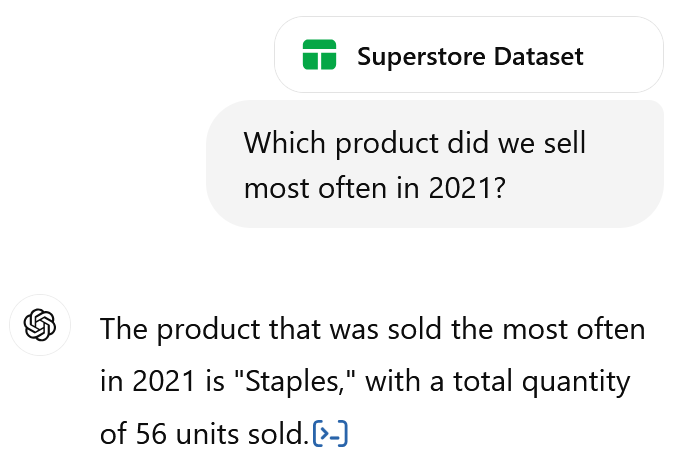 Superstore Dataset
Which product did we sell
most often in 2021?
The product that was sold the most often
in 2021 is "Staples," with a total quantity
of 56 units sold.